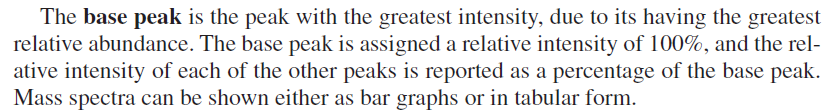 The base peak is the peak with the greatest intensity, due to its having the greatest
relative abundance. The base peak is assigned a relative intensity of 100%, and the rel-
ative intensity of each of the other peaks is reported as a percentage of the base peak.
Mass spectra can be shown either as bar graphs or in tabular form.